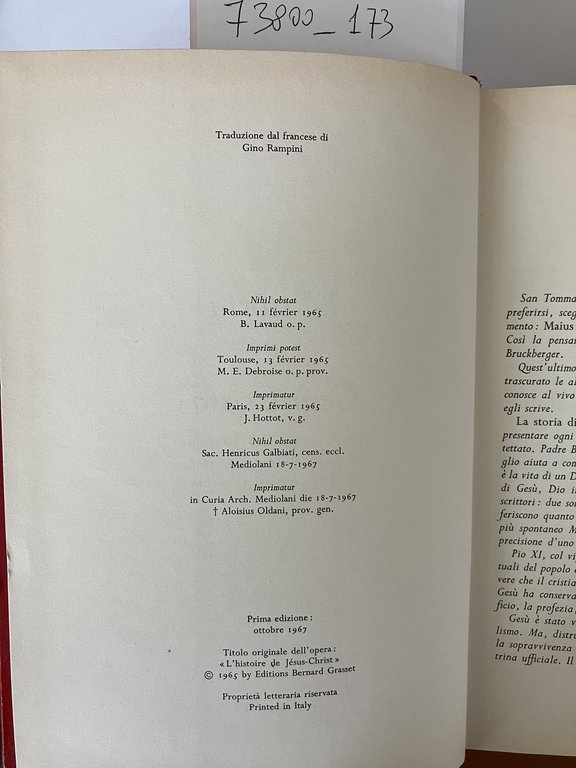 73800_173
Traduzione dal francese di
Gino Rampini
Nihil obstat
Rome, 11 février 1965
B. Lavaud o. p.
Imprimi potest
Toulouse, 13 février 1965
M. E. Debroise o. p. prov.
Imprimatur
Paris, 23 février 1965
J. Hottot, v. g.
Nihil obstat
Sac. Henricus Galbiati, cens. eccl.
Mediolani 18-7-1967
Imprimatur
in Curia Arch. Mediolani die 18-7-1967
† Aloisius Oldani, prov. gen.
Prima edizione:
ottobre 1967
Titolo originale dell'opera:
« L'histoire de Jésus-Christ »
© 1965 by Editions Bernard Grasset
Proprietà letteraria riservata
Printed in Italy
San Tomma
preferirsi, sceg
mento: Maius
Così la pensar
Bruckberger.
Quest'ultimo
trascurato le ai
conosce al vivo
egli scrive.
La storia di
presentare ogni
tettato. Padre B
glio aiuta a com
è la vita di un D
di Gesù, Dio i
scrittori: due so
feriscono quanto
più spontaneo M
precisione d'uno
Pio XI, col vi
tuali del popolo e
vere che il cristia
Gesù ha conserva
ficio, la profezia,
Gesù è stato v
lismo. Ma, distru
la sopravvivenza
trina ufficiale. Il